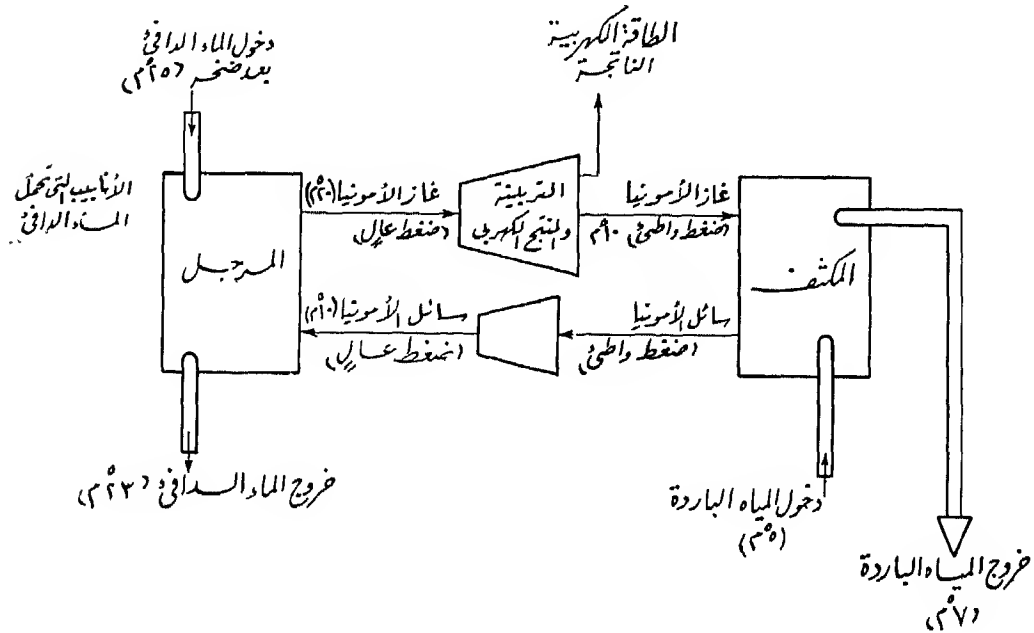 الطاقة الكهربية
الناتجة
دخول الماء الدافئ
بعد ضخه (٢٥°م)
الأنابيب التى تحمل
الماء الدافئ
غاز الأمونيا (٢٠°م)
(ضغط عالٍ)
التربينة
والمنتج الكهربى
غاز الأمونيا
(ضغط واطئ) ١٠°م
المرجل
المكثف
سائل الأمونيا (١٠°م)
(ضغط عالٍ)
سائل الأمونيا
(ضغط واطئ)
خروج الماء الدافئ (٢٣°م)
دخول المياه الباردة
(٥°م)
خروج المياه الباردة
(٧°م)